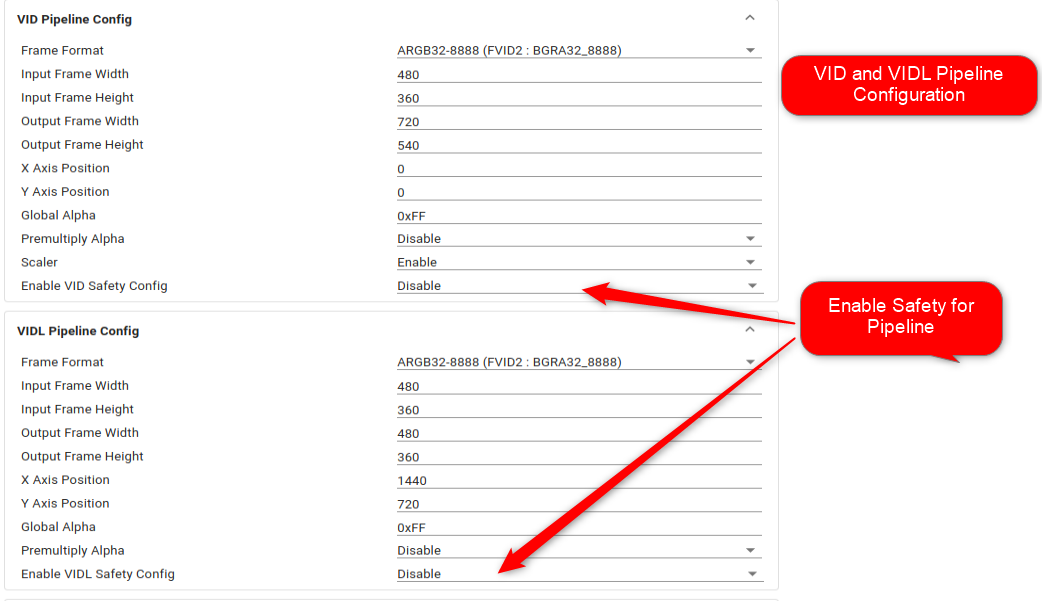 VID Pipeline Config
Frame Format ARGB32-8888 (FVID2 : BGRA32_8888)
Input Frame Width 480
Input Frame Height 360
Output Frame Width 720
Output Frame Height 540
X Axis Position 0
Y Axis Position 0
Global Alpha 0xFF
Premultiply Alpha Disable
Scaler Enable
Enable VID Safety Config Disable
VID and VIDL Pipeline
Configuration
Enable Safety for
Pipeline
VIDL Pipeline Config
Frame Format ARGB32-8888 (FVID2 : BGRA32_8888)
Input Frame Width 480
Input Frame Height 360
Output Frame Width 480
Output Frame Height 360
X Axis Position 1440
Y Axis Position 720
Global Alpha 0xFF
Premultiply Alpha Disable
Enable VIDL Safety Config Disable